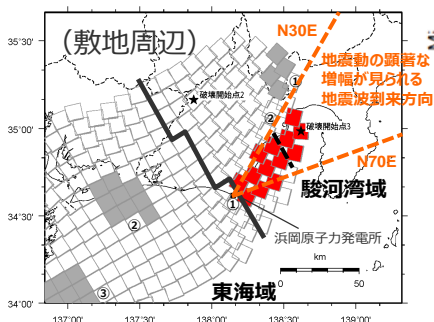 35°30'
35°00'
34°30'
34°00'
137°00'
137°30'
138°00'
138°30'
139°00'
(敷地周辺)
N30E
地震動の顕著な
増幅が見られる
地震波到来方向
N70E
破壊開始点2
破壊開始点3
①
②
①
駿河湾域
浜岡原子力発電所
②
③
東海域
km
0
50